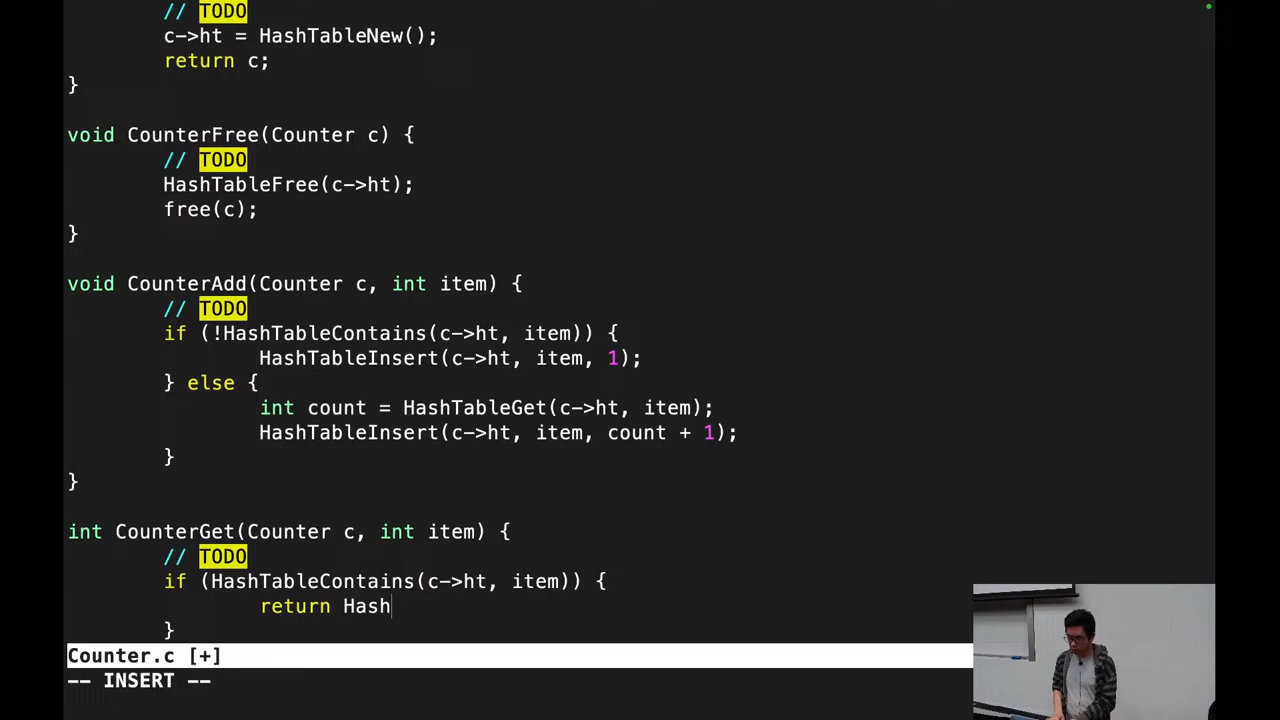 // TODO
c->ht = HashTableNew();
return c;
}
void CounterFree(Counter c) {
// TODO
HashTableFree(c->ht);
free(c);
}
void CounterAdd(Counter c, int item) {
// TODO
if (!HashTableContains(c->ht, item)) {
HashTableInsert(c->ht, item, 1);
} else {
int count = HashTableGet(c->ht, item);
HashTableInsert(c->ht, item, count + 1);
}
}
int CounterGet(Counter c, int item) {
// TODO
if (HashTableContains(c->ht, item)) {
return Hash
}
Counter.c [+]
-- INSERT --